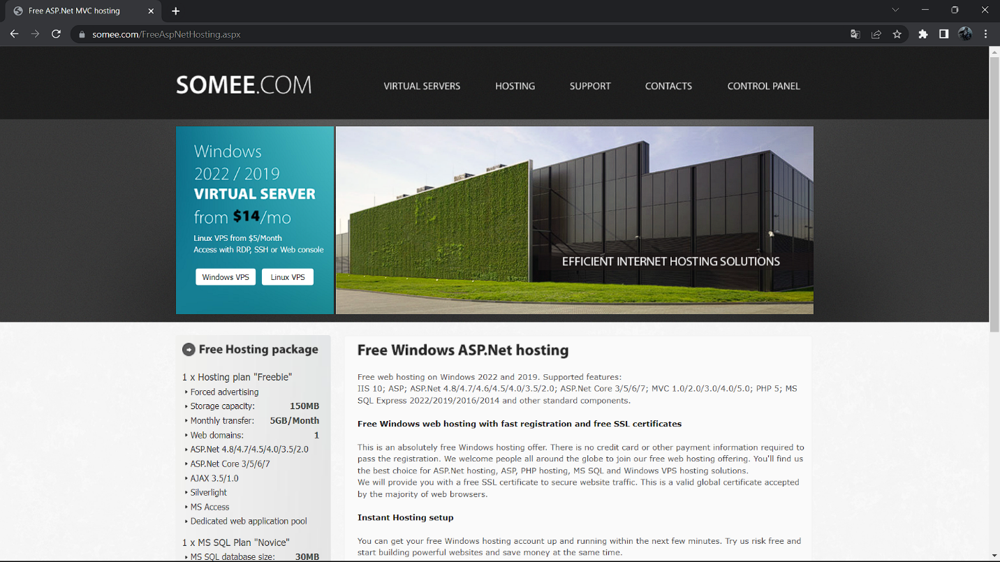 Free ASP.Net MVC hosting
somee.com/FreeAspNetHosting.aspx
SOMEE.COM
VIRTUAL SERVERS
HOSTING
SUPPORT
CONTACTS
CONTROL PANEL
Windows
2022 / 2019
VIRTUAL SERVER
from $14/mo
Linux VPS from $5/Month
Access with RDP, SSH or Web console
Windows VPS
Linux VPS
EFFICIENT INTERNET HOSTING SOLUTIONS
Free Hosting package
1 x Hosting plan "Freebie"
Forced advertising
Storage capacity: 150MB
Monthly transfer: 5GB/Month
Web domains: 1
ASP.Net 4.8/4.7/4.5/4.0/3.5/2.0
ASP.Net Core 3/5/6/7
AJAX 3.5/1.0
Silverlight
MS Access
Dedicated web application pool
1 x MS SQL Plan "Novice"
MS SQL database size: 30MB
Free Windows ASP.Net hosting
Free web hosting on Windows 2022 and 2019. Supported features:
IIS 10; ASP; ASP.Net 4.8/4.7/4.6/4.5/4.0/3.5/2.0; ASP.Net Core 3/5/6/7; MVC 1.0/2.0/3.0/4.0/5.0; PHP 5; MS
SQL Express 2022/2019/2016/2014 and other standard components.
Free Windows web hosting with fast registration and free SSL certificates
This is an absolutely free Windows hosting offer. There is no credit card or other payment information required to
pass the registration. We welcome people all around the globe to join our free web hosting offering. You'll find us
the best choice for ASP.Net hosting, ASP, PHP hosting, MS SQL and Windows VPS hosting solutions.
We will provide you with a free SSL certificate to secure website traffic. This is a valid global certificate accepted
by the majority of web browsers.
Instant Hosting setup
You can get your free Windows hosting account up and running within the next few minutes. Try us risk free and
start building powerful websites and save money at the same time.